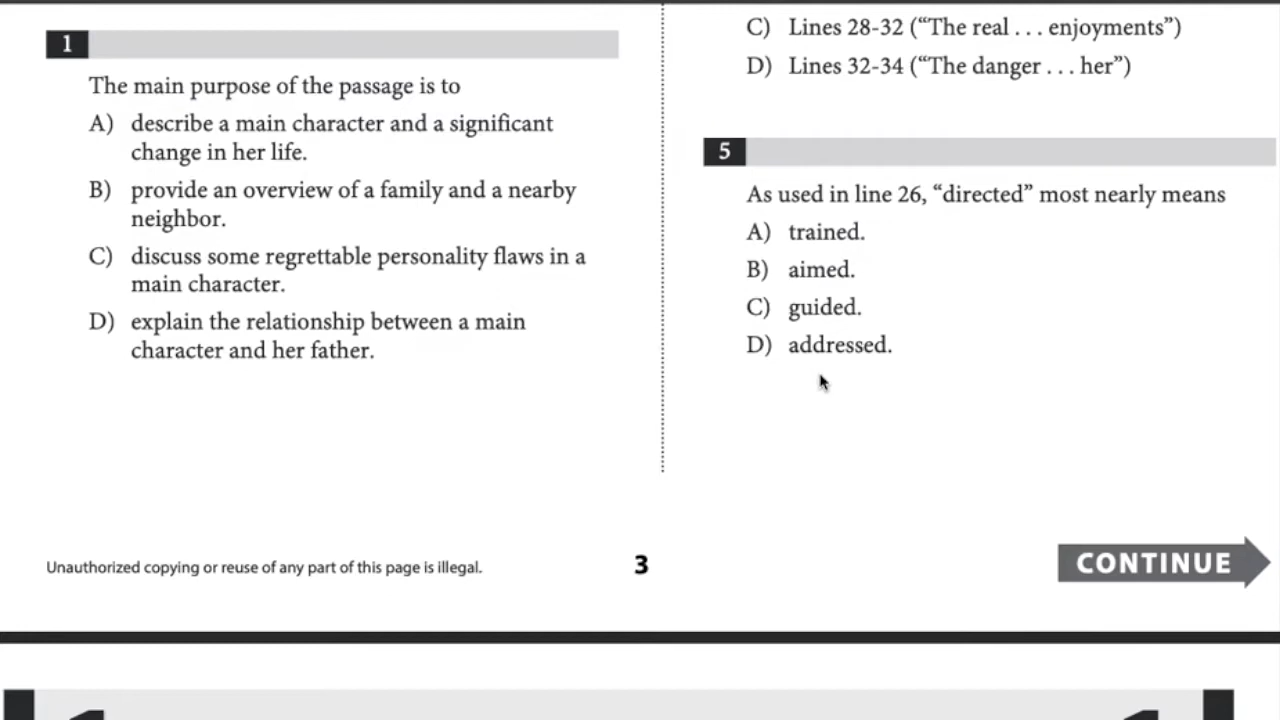 1
The main purpose of the passage is to
A) describe a main character and a significant
change in her life.
B) provide an overview of a family and a nearby
neighbor.
C) discuss some regrettable personality flaws in a
main character.
D) explain the relationship between a main
character and her father.
C) Lines 28-32 (“The real . . . enjoyments”)
D) Lines 32-34 (“The danger . . . her”)
5
As used in line 26, “directed” most nearly means
A) trained.
B) aimed.
C) guided.
D) addressed.
Unauthorized copying or reuse of any part of this page is illegal.
3
CONTINUE